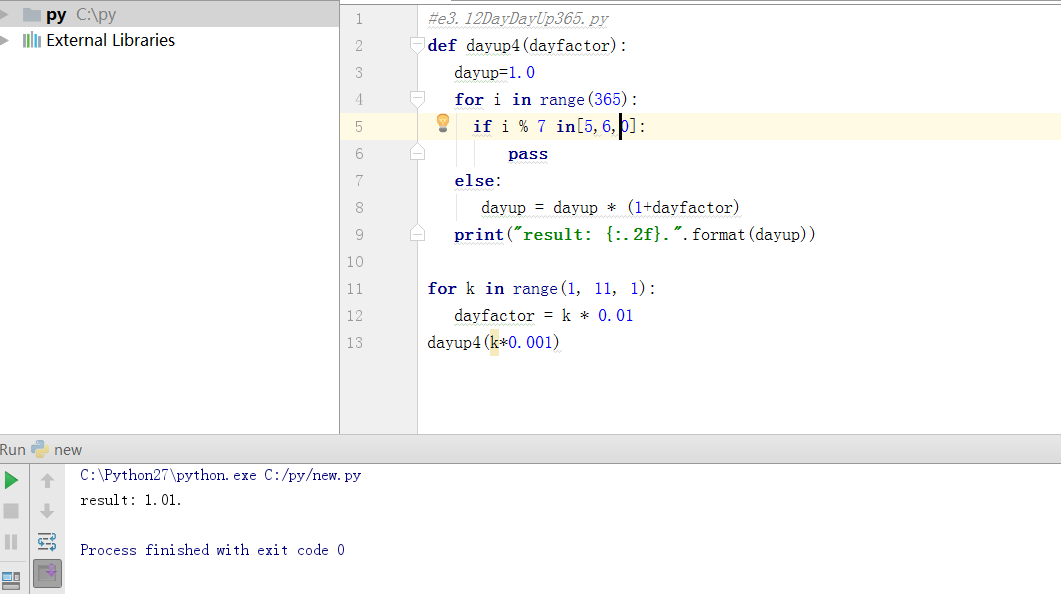 py C:\py
External Libraries
1 #e3.12DayDayUp365.py
2 def dayup4(dayfactor):
3 dayup=1.0
4 for i in range(365):
5 if i % 7 in[5,6,0]:
6 pass
7 else:
8 dayup = dayup * (1+dayfactor)
9 print("result: {:.2f}.".format(dayup))
10
11 for k in range(1, 11, 1):
12 dayfactor = k * 0.01
13 dayup4(k*0.001)
Run new
C:\Python27\python.exe C:/py/new.py
result: 1.01.
Process finished with exit code 0